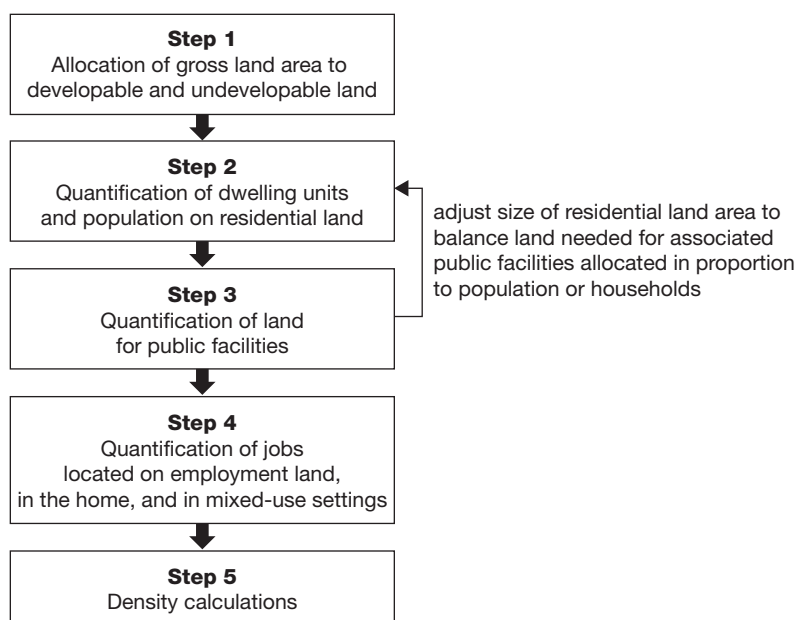 Step 1
Allocation of gross land area to
developable and undevelopable land
Step 2
Quantification of dwelling units
and population on residential land
adjust size of residential land area to
balance land needed for associated
public facilities allocated in proportion
to population or households
Step 3
Quantification of land
for public facilities
Step 4
Quantification of jobs
located on employment land,
in the home, and in mixed-use settings
Step 5
Density calculations